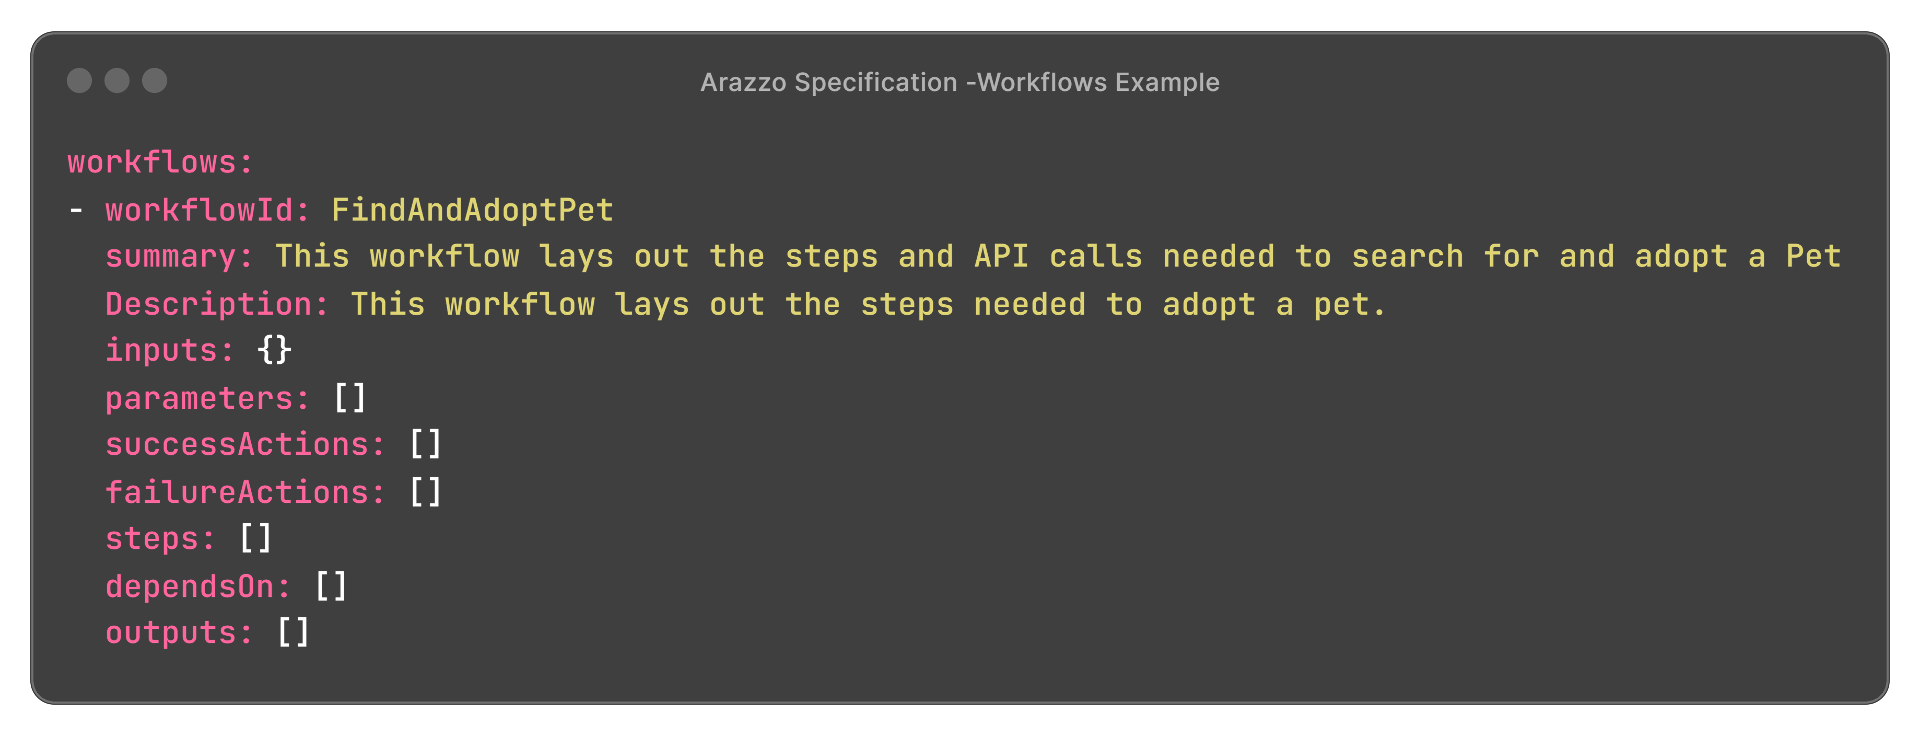 Arazzo Specification -Workflows Example
workflows:
- workflowId: FindAndAdoptPet
summary: This workflow lays out the steps and API calls needed to search for and adopt a Pet
Description: This workflow lays out the steps needed to adopt a pet.
inputs: {}
parameters: []
successActions: []
failureActions: []
steps: []
dependsOn: []
outputs: []